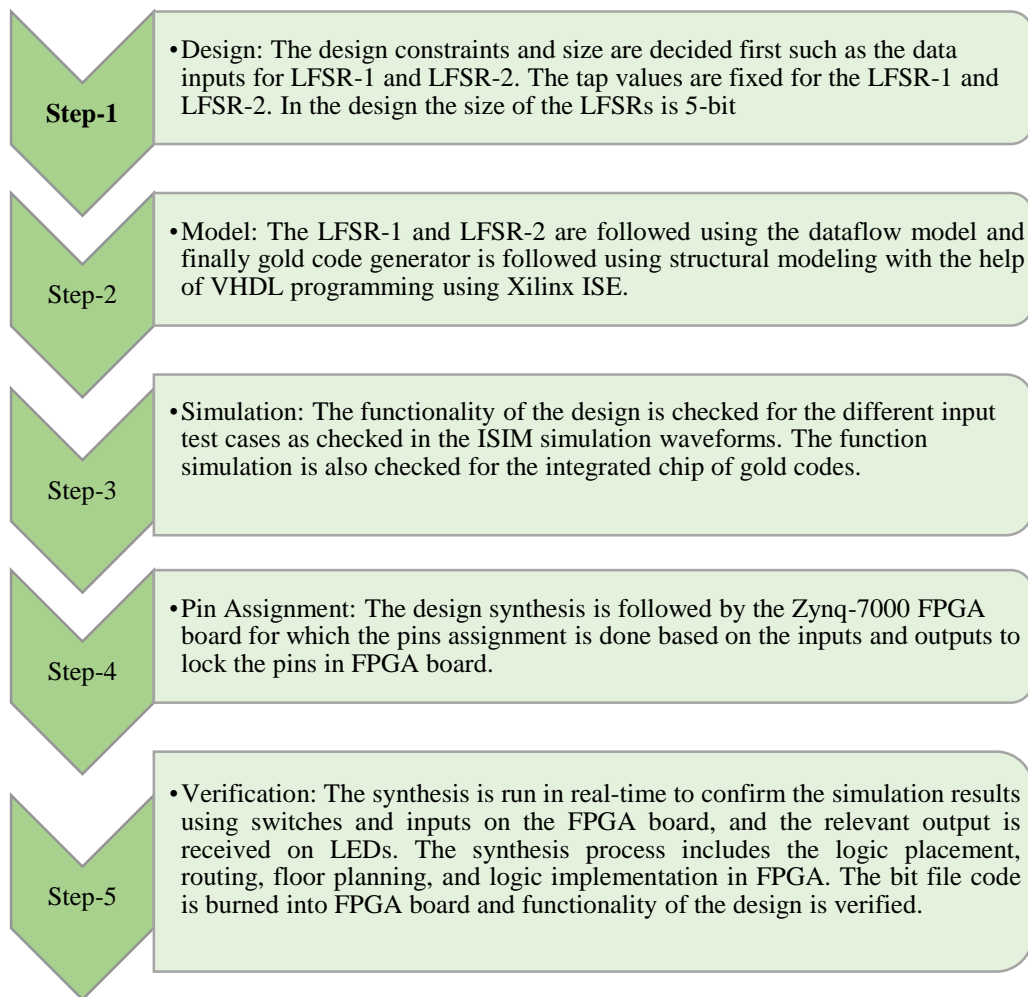 Step-1
•Design: The design constraints and size are decided first such as the data
inputs for LFSR-1 and LFSR-2. The tap values are fixed for the LFSR-1 and
LFSR-2. In the design the size of the LFSRs is 5-bit
Step-2
•Model: The LFSR-1 and LFSR-2 are followed using the dataflow model and
finally gold code generator is followed using structural modeling with the help
of VHDL programming using Xilinx ISE.
Step-3
•Simulation: The functionality of the design is checked for the different input
test cases as checked in the ISIM simulation waveforms. The function
simulation is also checked for the integrated chip of gold codes.
Step-4
•Pin Assignment: The design synthesis is followed by the Zynq-7000 FPGA
board for which the pins assignment is done based on the inputs and outputs to
lock the pins in FPGA board.
Step-5
•Verification: The synthesis is run in real-time to confirm the simulation results
using switches and inputs on the FPGA board, and the relevant output is
received on LEDs. The synthesis process includes the logic placement,
routing, floor planning, and logic implementation in FPGA. The bit file code
is burned into FPGA board and functionality of the design is verified.